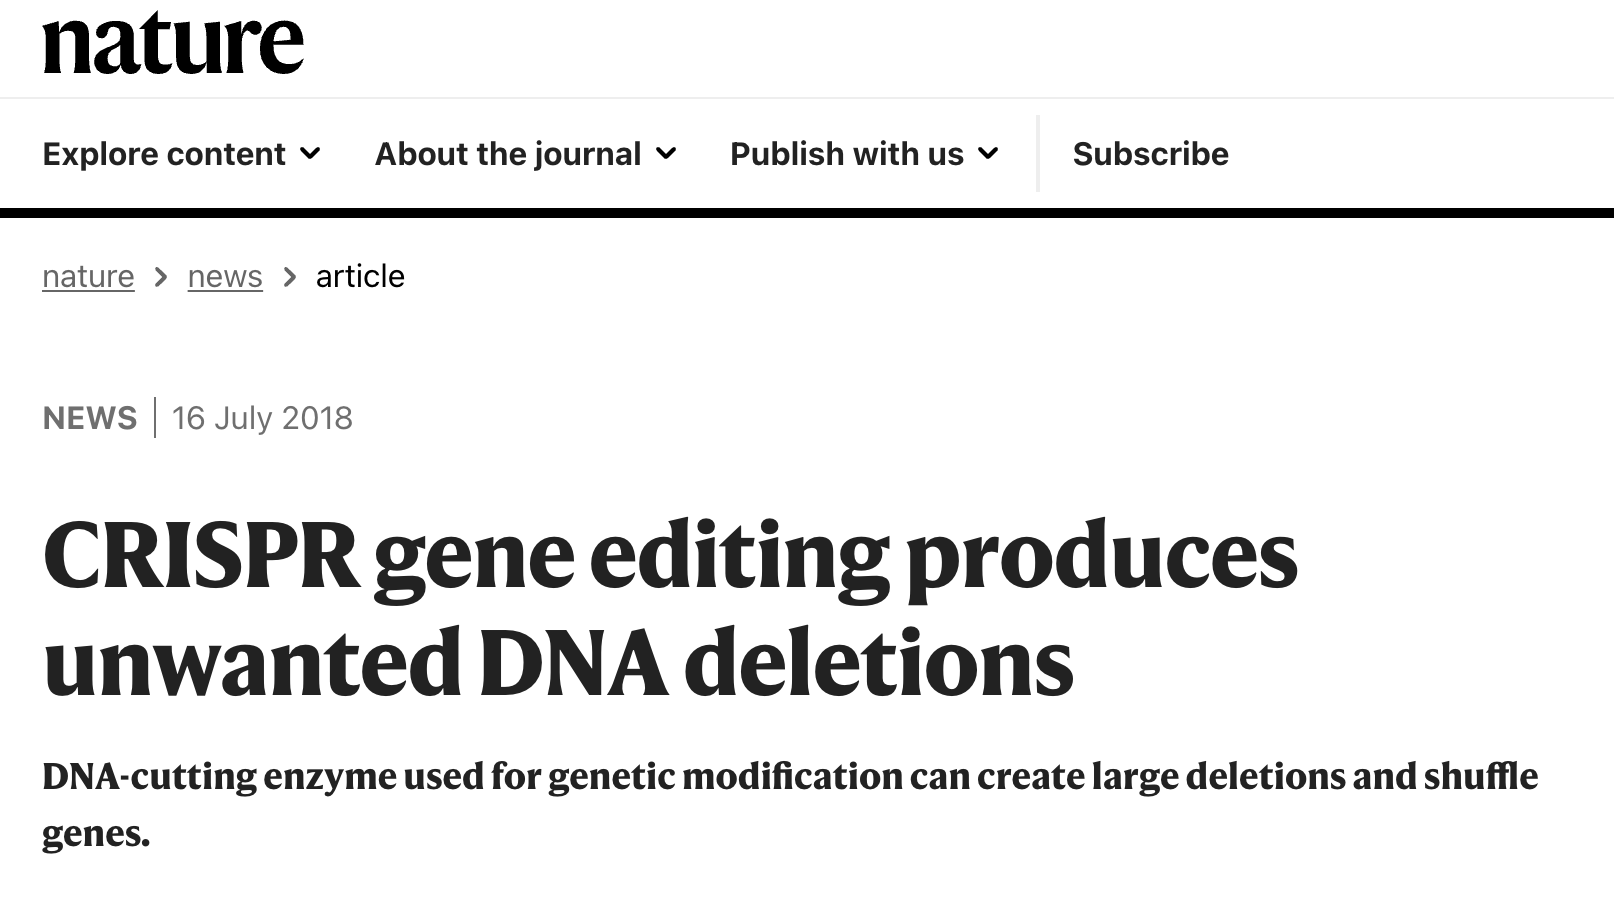 nature
Explore content About the journal Publish with us Subscribe
nature > news > article
NEWS | 16 July 2018
CRISPR gene editing produces
unwanted DNA deletions
DNA-cutting enzyme used for genetic modification can create large deletions and shuffle
genes.